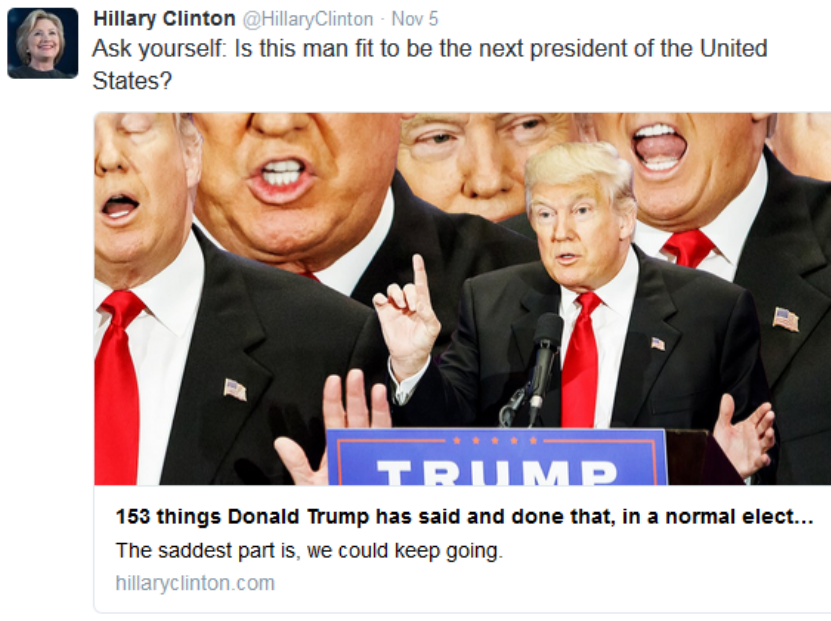 Hillary Clinton @HillaryClinton · Nov 5
Ask yourself: Is this man fit to be the next president of the United
States?
TRUMP
153 things Donald Trump has said and done that, in a normal elect...
The saddest part is, we could keep going.
hillaryclinton.com